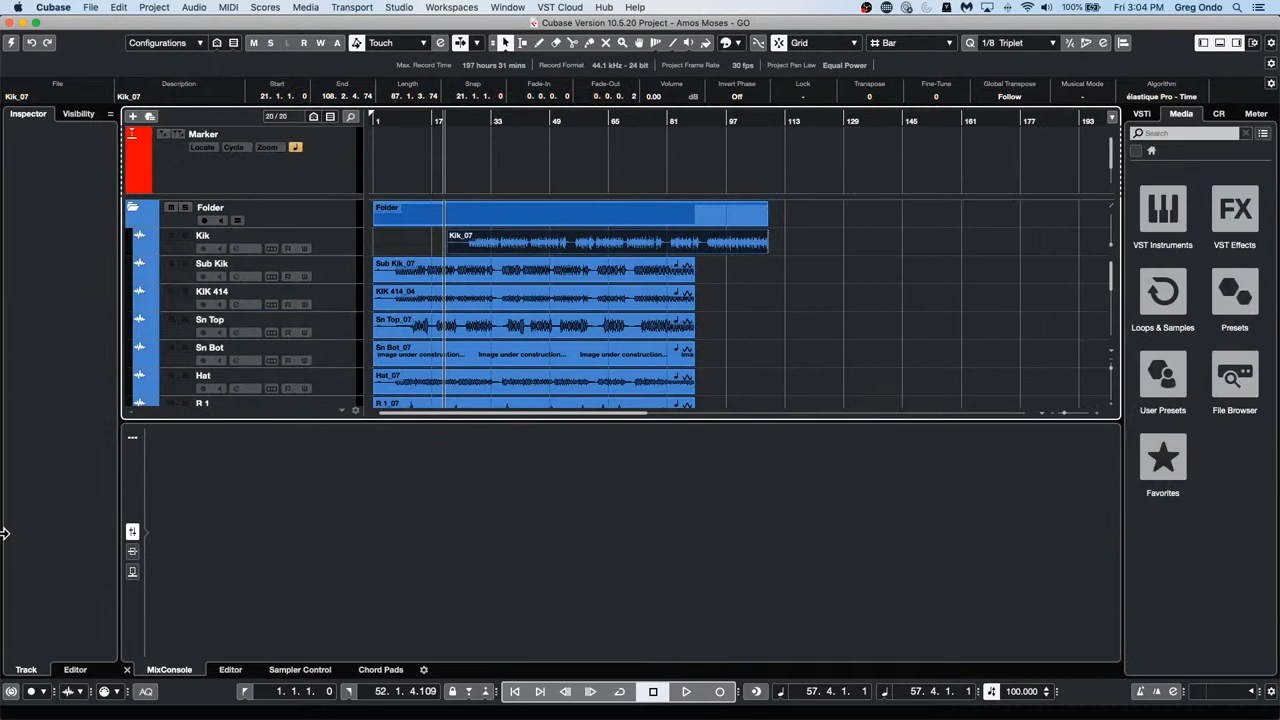 Cubase File Edit Project Audio MIDI Scores Media Transport Studio Workspaces Window VST Cloud Hub Help 100% Fri 3:04 PM Greg Ondo
Cubase Version 10.5.20 Project - Amos Moses - GO
Configurations M S L R W A Touch Grid Bar Q 1/8 Triplet
Max. Record Time 197 hours 31 mins Record Format 44.1 kHz - 24 bit Project Frame Rate 30 fps Project Pan Law Equal Power
File Description Start End Length Snap Fade-In Fade-Out Volume Invert Phase Lock Transpose Fine-Tune Global Transpose Musical Mode Algorithm
Kik_07 Kik_07 21. 1. 1. 0 108. 2. 4. 74 87. 1. 3. 74 21. 1. 1. 0 0. 0. 0. 0 0. 0. 0. 2 0.00 dB Off 0 0 Follow élastique Pro - Time
Inspector Visibility 20 / 20 1 17 33 49 65 81 97 113 129 145 161 177 193 VSTi Media CR Meter
Marker Search
Locate Cycle Zoom
Folder Folder
m S
Kik Kik_07
R W
Sub Kik Sub Kik_07
R W
KIK 414 KIK 414_04
R W
Sn Top Sn Top_07
R W
Sn Bot Sn Bot_07
Image under construction... Image under construction... Image under construction... Ima
R W
Hat Hat_07
R W
R 1 R 1_07
VST Instruments FX VST Effects
Loops & Samples Presets
User Presets File Browser
Favorites
Track Editor MixConsole Editor Sampler Control Chord Pads
AQ 1. 1. 1. 0 52. 1. 4.109 57. 4. 1. 1 57. 4. 1. 1 100.000